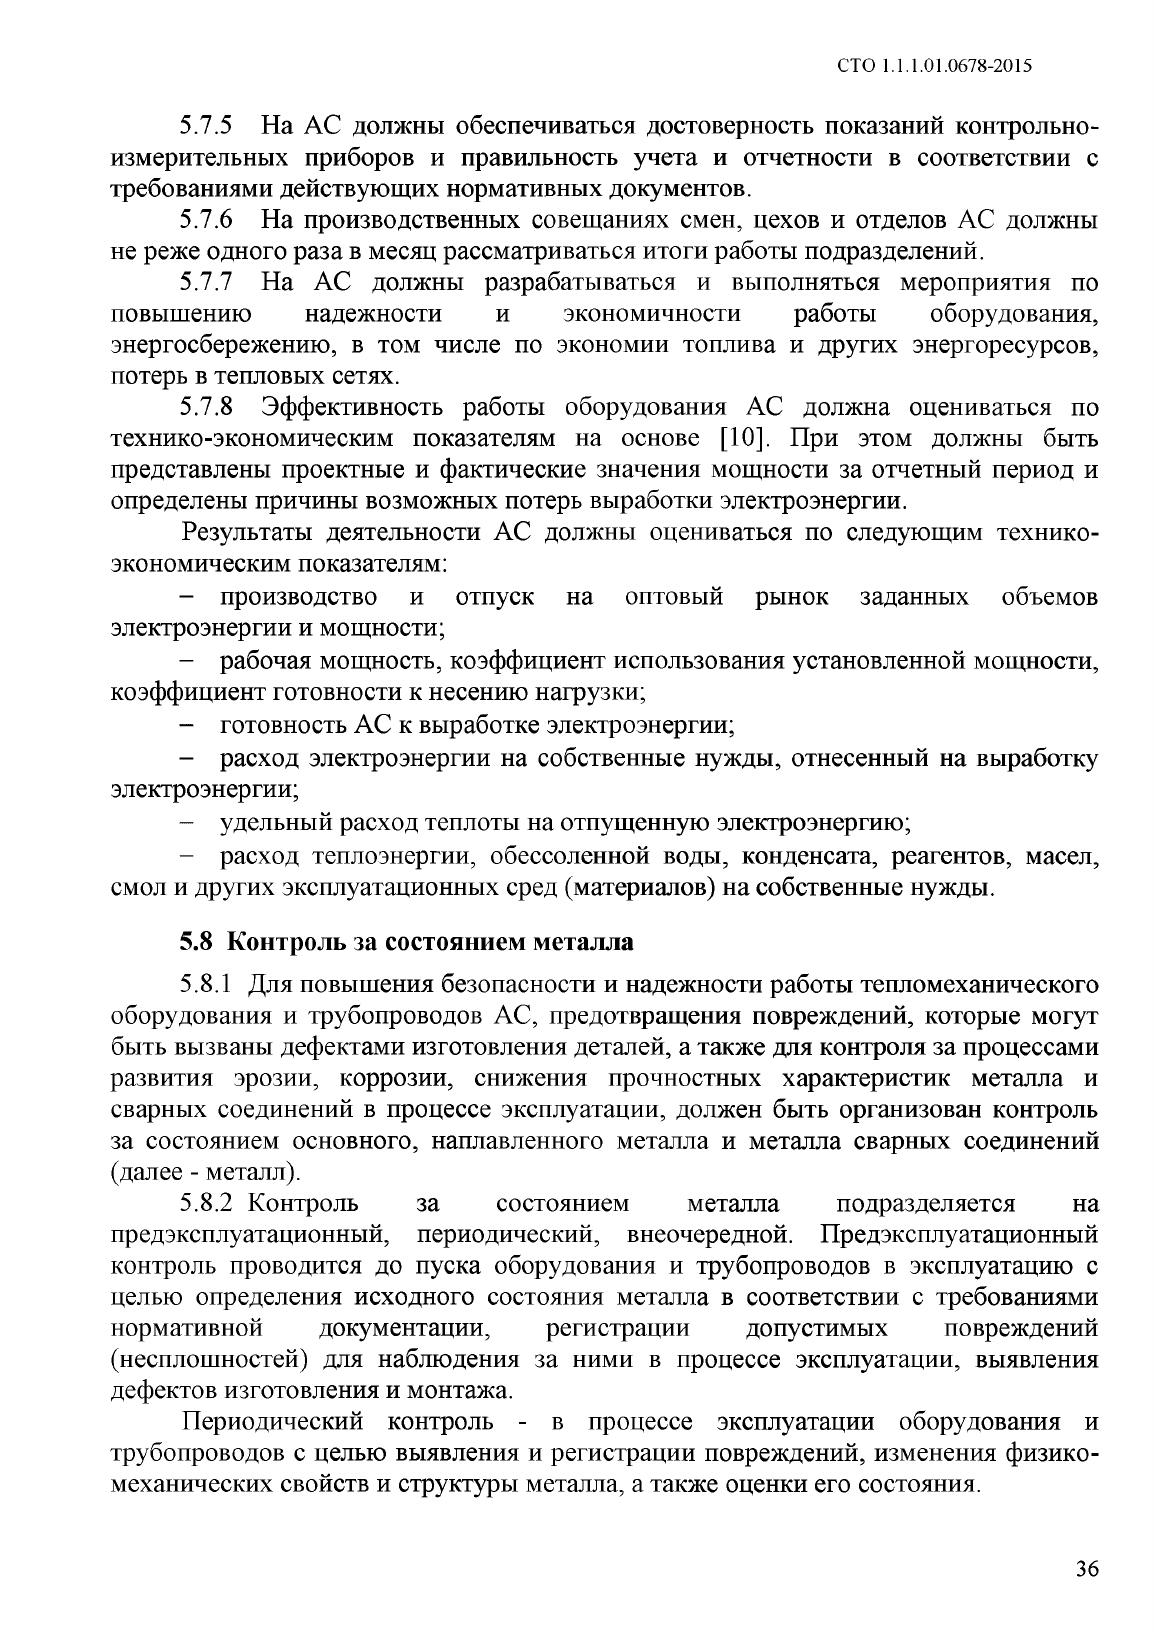 СТО 1.1.1.01.0678-2015
5.7.5 На АС должны обеспечиваться достоверность показаний контрольно-
измерительных приборов и правильность учета и отчетности в соответствии с
требованиями действующих нормативных документов.
5.7.6 На производственных совещаниях смен, цехов и отделов АС должны
не реже одного раза в месяц рассматриваться итоги работы подразделений.
5.7.7 На АС должны разрабатываться и выполняться мероприятия по
повышению надежности и экономичности работы оборудования,
энергосбережению, в том числе по экономии топлива и других энергоресурсов,
потерь в тепловых сетях.
5.7.8 Эффективность работы оборудования АС должна оцениваться по
технико-экономическим показателям на основе [10]. При этом должны быть
представлены проектные и фактические значения мощности за отчетный период и
определены причины возможных потерь выработки электроэнергии.
Результаты деятельности АС должны оцениваться по следующим технико-
экономическим показателям:
– производство и отпуск на оптовый рынок заданных объемов
электроэнергии и мощности;
– рабочая мощность, коэффициент использования установленной мощности,
коэффициент готовности к несению нагрузки;
– готовность АС к выработке электроэнергии;
– расход электроэнергии на собственные нужды, отнесенный на выработку
электроэнергии;
– удельный расход теплоты на отпущенную электроэнергию;
– расход теплоэнергии, обессоленной воды, конденсата, реагентов, масел,
смол и других эксплуатационных сред (материалов) на собственные нужды.
5.8 Контроль за состоянием металла
5.8.1 Для повышения безопасности и надежности работы тепломеханического
оборудования и трубопроводов АС, предотвращения повреждений, которые могут
быть вызваны дефектами изготовления деталей, а также для контроля за процессами
развития эрозии, коррозии, снижения прочностных характеристик металла и
сварных соединений в процессе эксплуатации, должен быть организован контроль
за состоянием основного, наплавленного металла и металла сварных соединений
(далее - металл).
5.8.2 Контроль за состоянием металла подразделяется на
предэксплуатационный, периодический, внеочередной. Предэксплуатационный
контроль проводится до пуска оборудования и трубопроводов в эксплуатацию с
целью определения исходного состояния металла в соответствии с требованиями
нормативной документации, регистрации допустимых повреждений
(несплошностей) для наблюдения за ними в процессе эксплуатации, выявления
дефектов изготовления и монтажа.
Периодический контроль - в процессе эксплуатации оборудования и
трубопроводов с целью выявления и регистрации повреждений, изменения физико-
механических свойств и структуры металла, а также оценки его состояния.
36